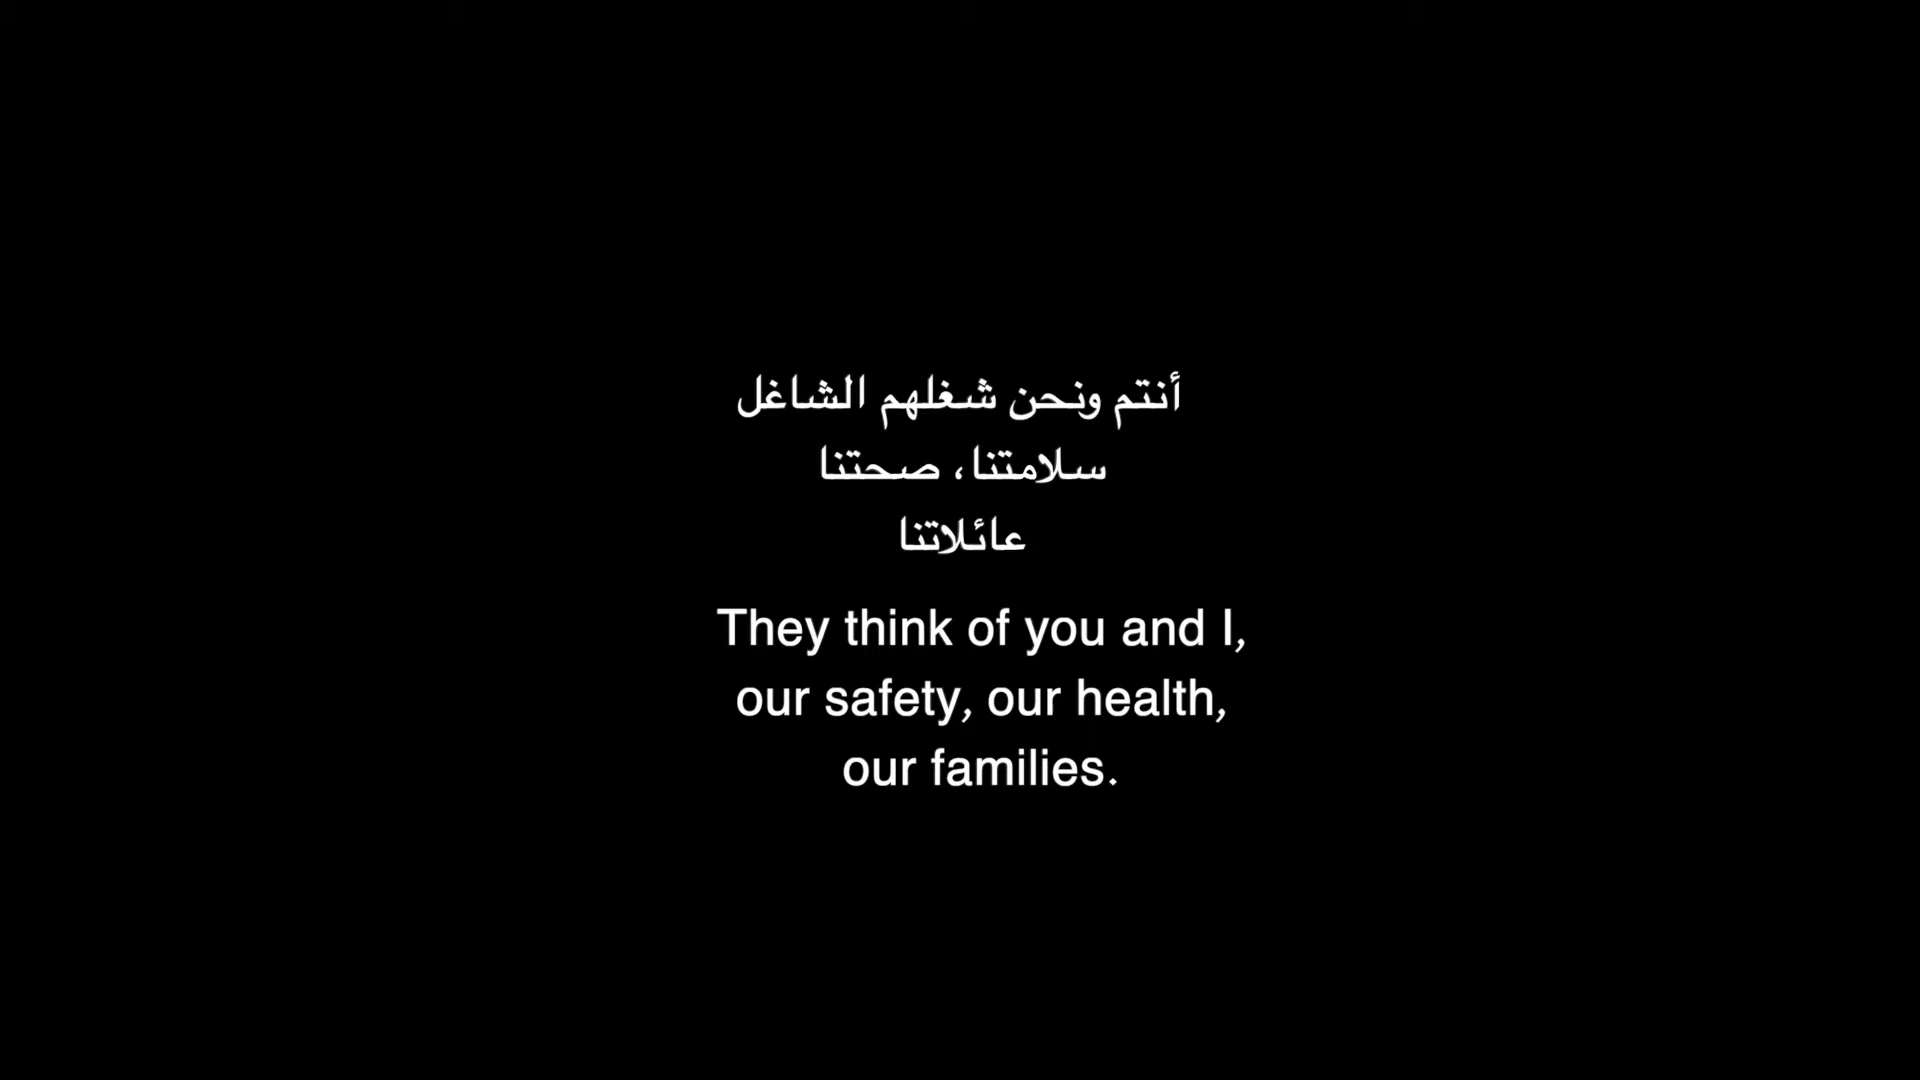 أنتم ونحن شغلهم الشاغل
سلامتنا، صحتنا
عائلاتنا
They think of you and I,
our safety, our health,
our families.